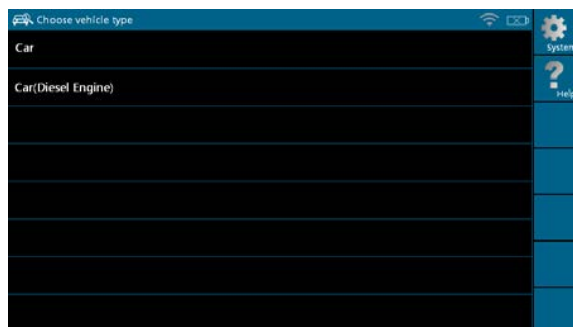 Choose vehicle type
Car
Car(Diesel Engine)
System
Help